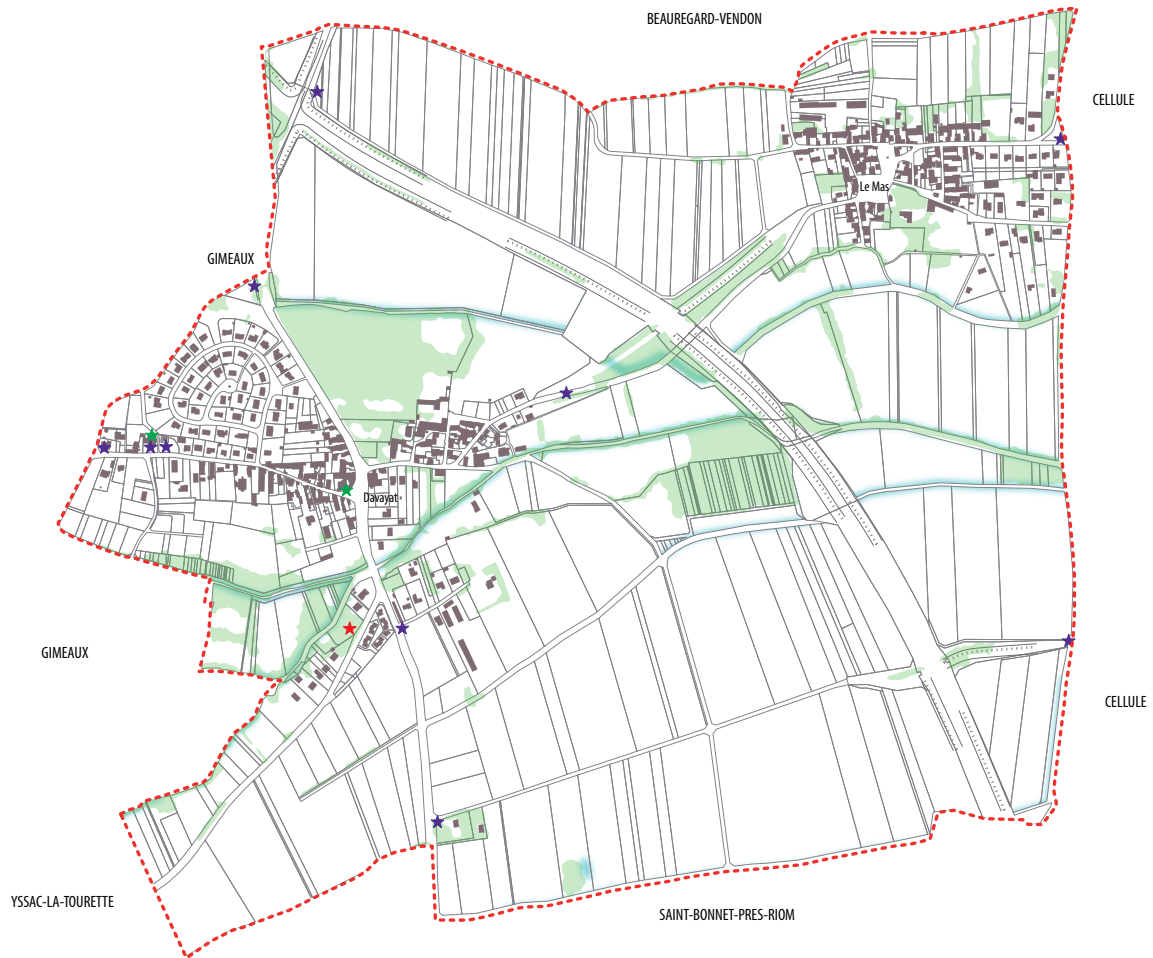 BEAUREGARD-VENDON
CELLULE
Le Mas
GIMEAUX
Davayat
GIMEAUX
CELLULE
YSSAC-LA-TOURETTE
SAINT-BONNET-PRES-RIOM